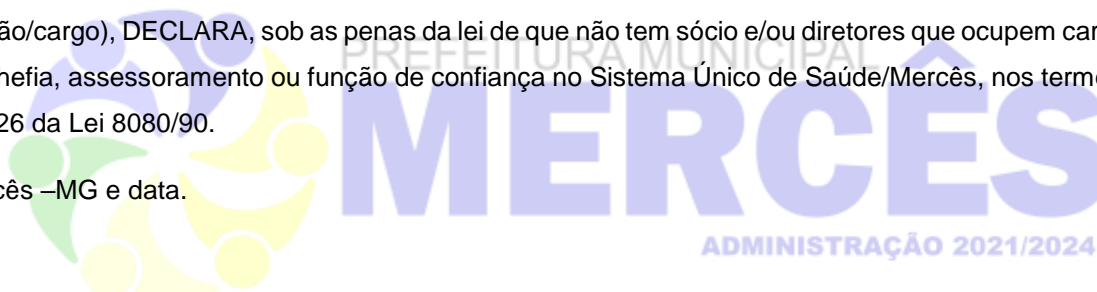 ão/cargo), DECLARA, sob as penas da lei de que não tem sócio e/ou diretores que ocupem car
PREFEITURA MUNICIPAL
hefia, assessoramento ou função de confiança no Sistema Único de Saúde/Mercês, nos term
26 da Lei 8080/90.
MERCÊS
cês –MG e data.
ADMINISTRAÇÃO 2021/2024